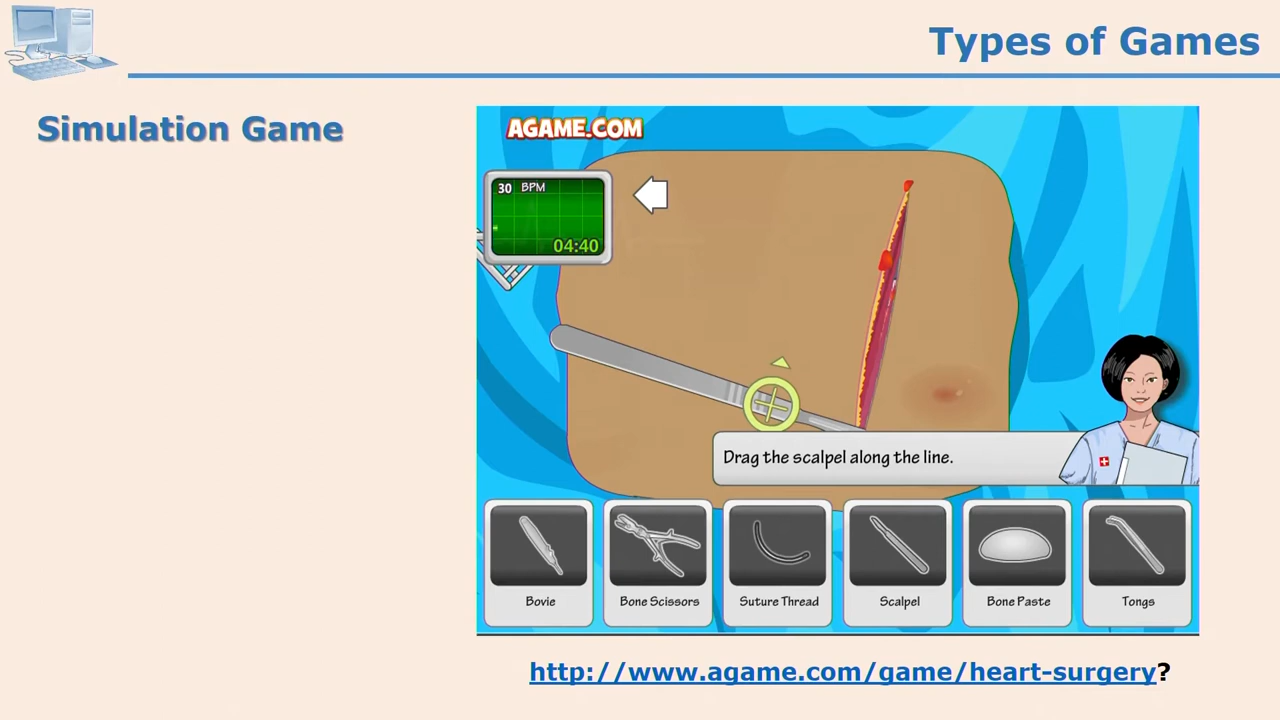 Types of Games
Simulation Game
AGAME.COM
30 BPM
04:40
Drag the scalpel along the line.
Bovie
Bone Scissors
Suture Thread
Scalpel
Bone Paste
Tongs
http://www.agame.com/game/heart-surgery?